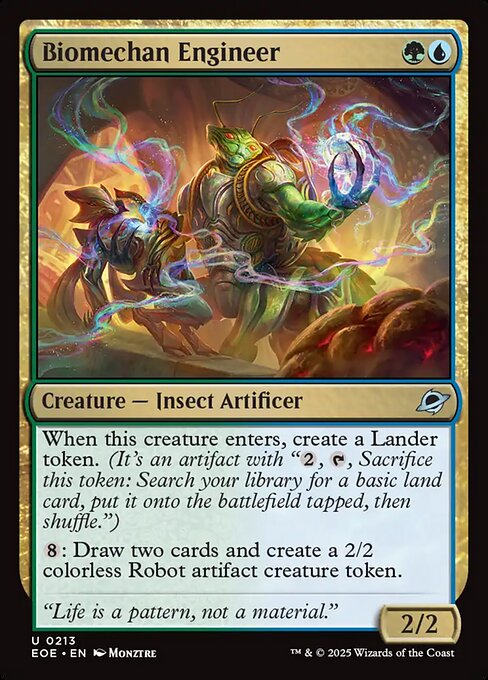 Biomechan Engineer
Creature — Insect Artificer
When this creature enters, create a Lander
token. (It's an artifact with “2, T, Sacrifice
this token: Search your library for a basic land
card, put it onto the battlefield tapped, then
shuffle.”)
8: Draw two cards and create a 2/2
colorless Robot artifact creature token.
“Life is a pattern, not a material.”
2/2
U 0213
EOE • EN Monztre
™ & © 2025 Wizards of the Coast